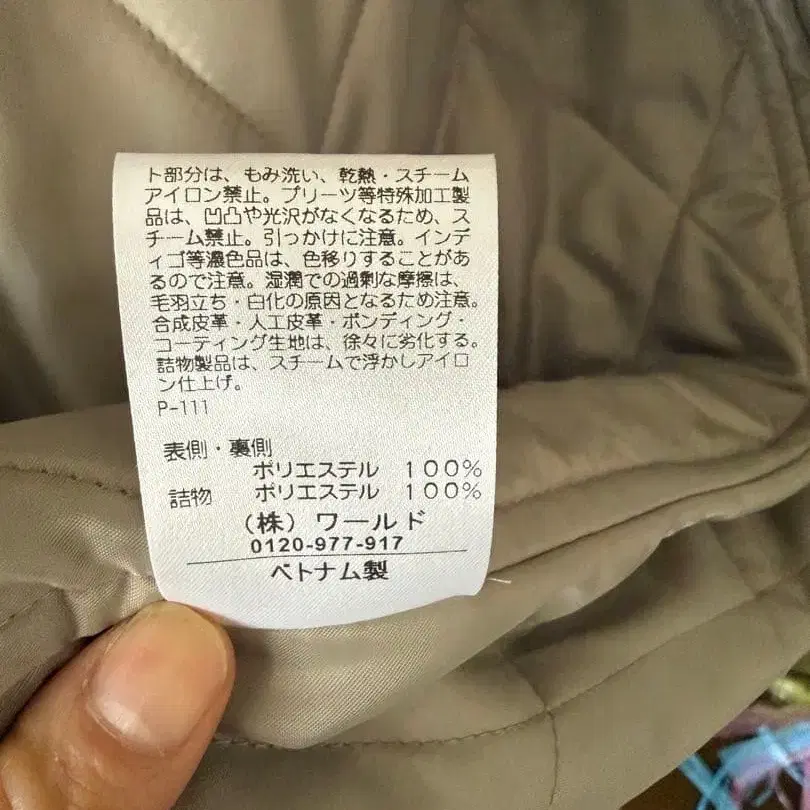 ト部分は、もみ洗い、乾熱・スチーム
アイロン禁止。プリーツ等特殊加工製
品は、凹凸や光沢がなくなるため、ス
チーム禁止。引っかけに注意。インデ
ィゴ等濃色品は、色移りすることがあ
るので注意。湿潤での過剰な摩擦は、
毛羽立ち・白化の原因となるため注意。
合成皮革・人工皮革・ボンディング・
コーティング生地は、徐々に劣化する。
詰物製品は、スチームで浮かしアイロ
ン仕上げ。
P-111
表側・裏側
ポリエステル 100%
詰物 ポリエステル 100%
（株）ワールド
0120-977-917
ベトナム製